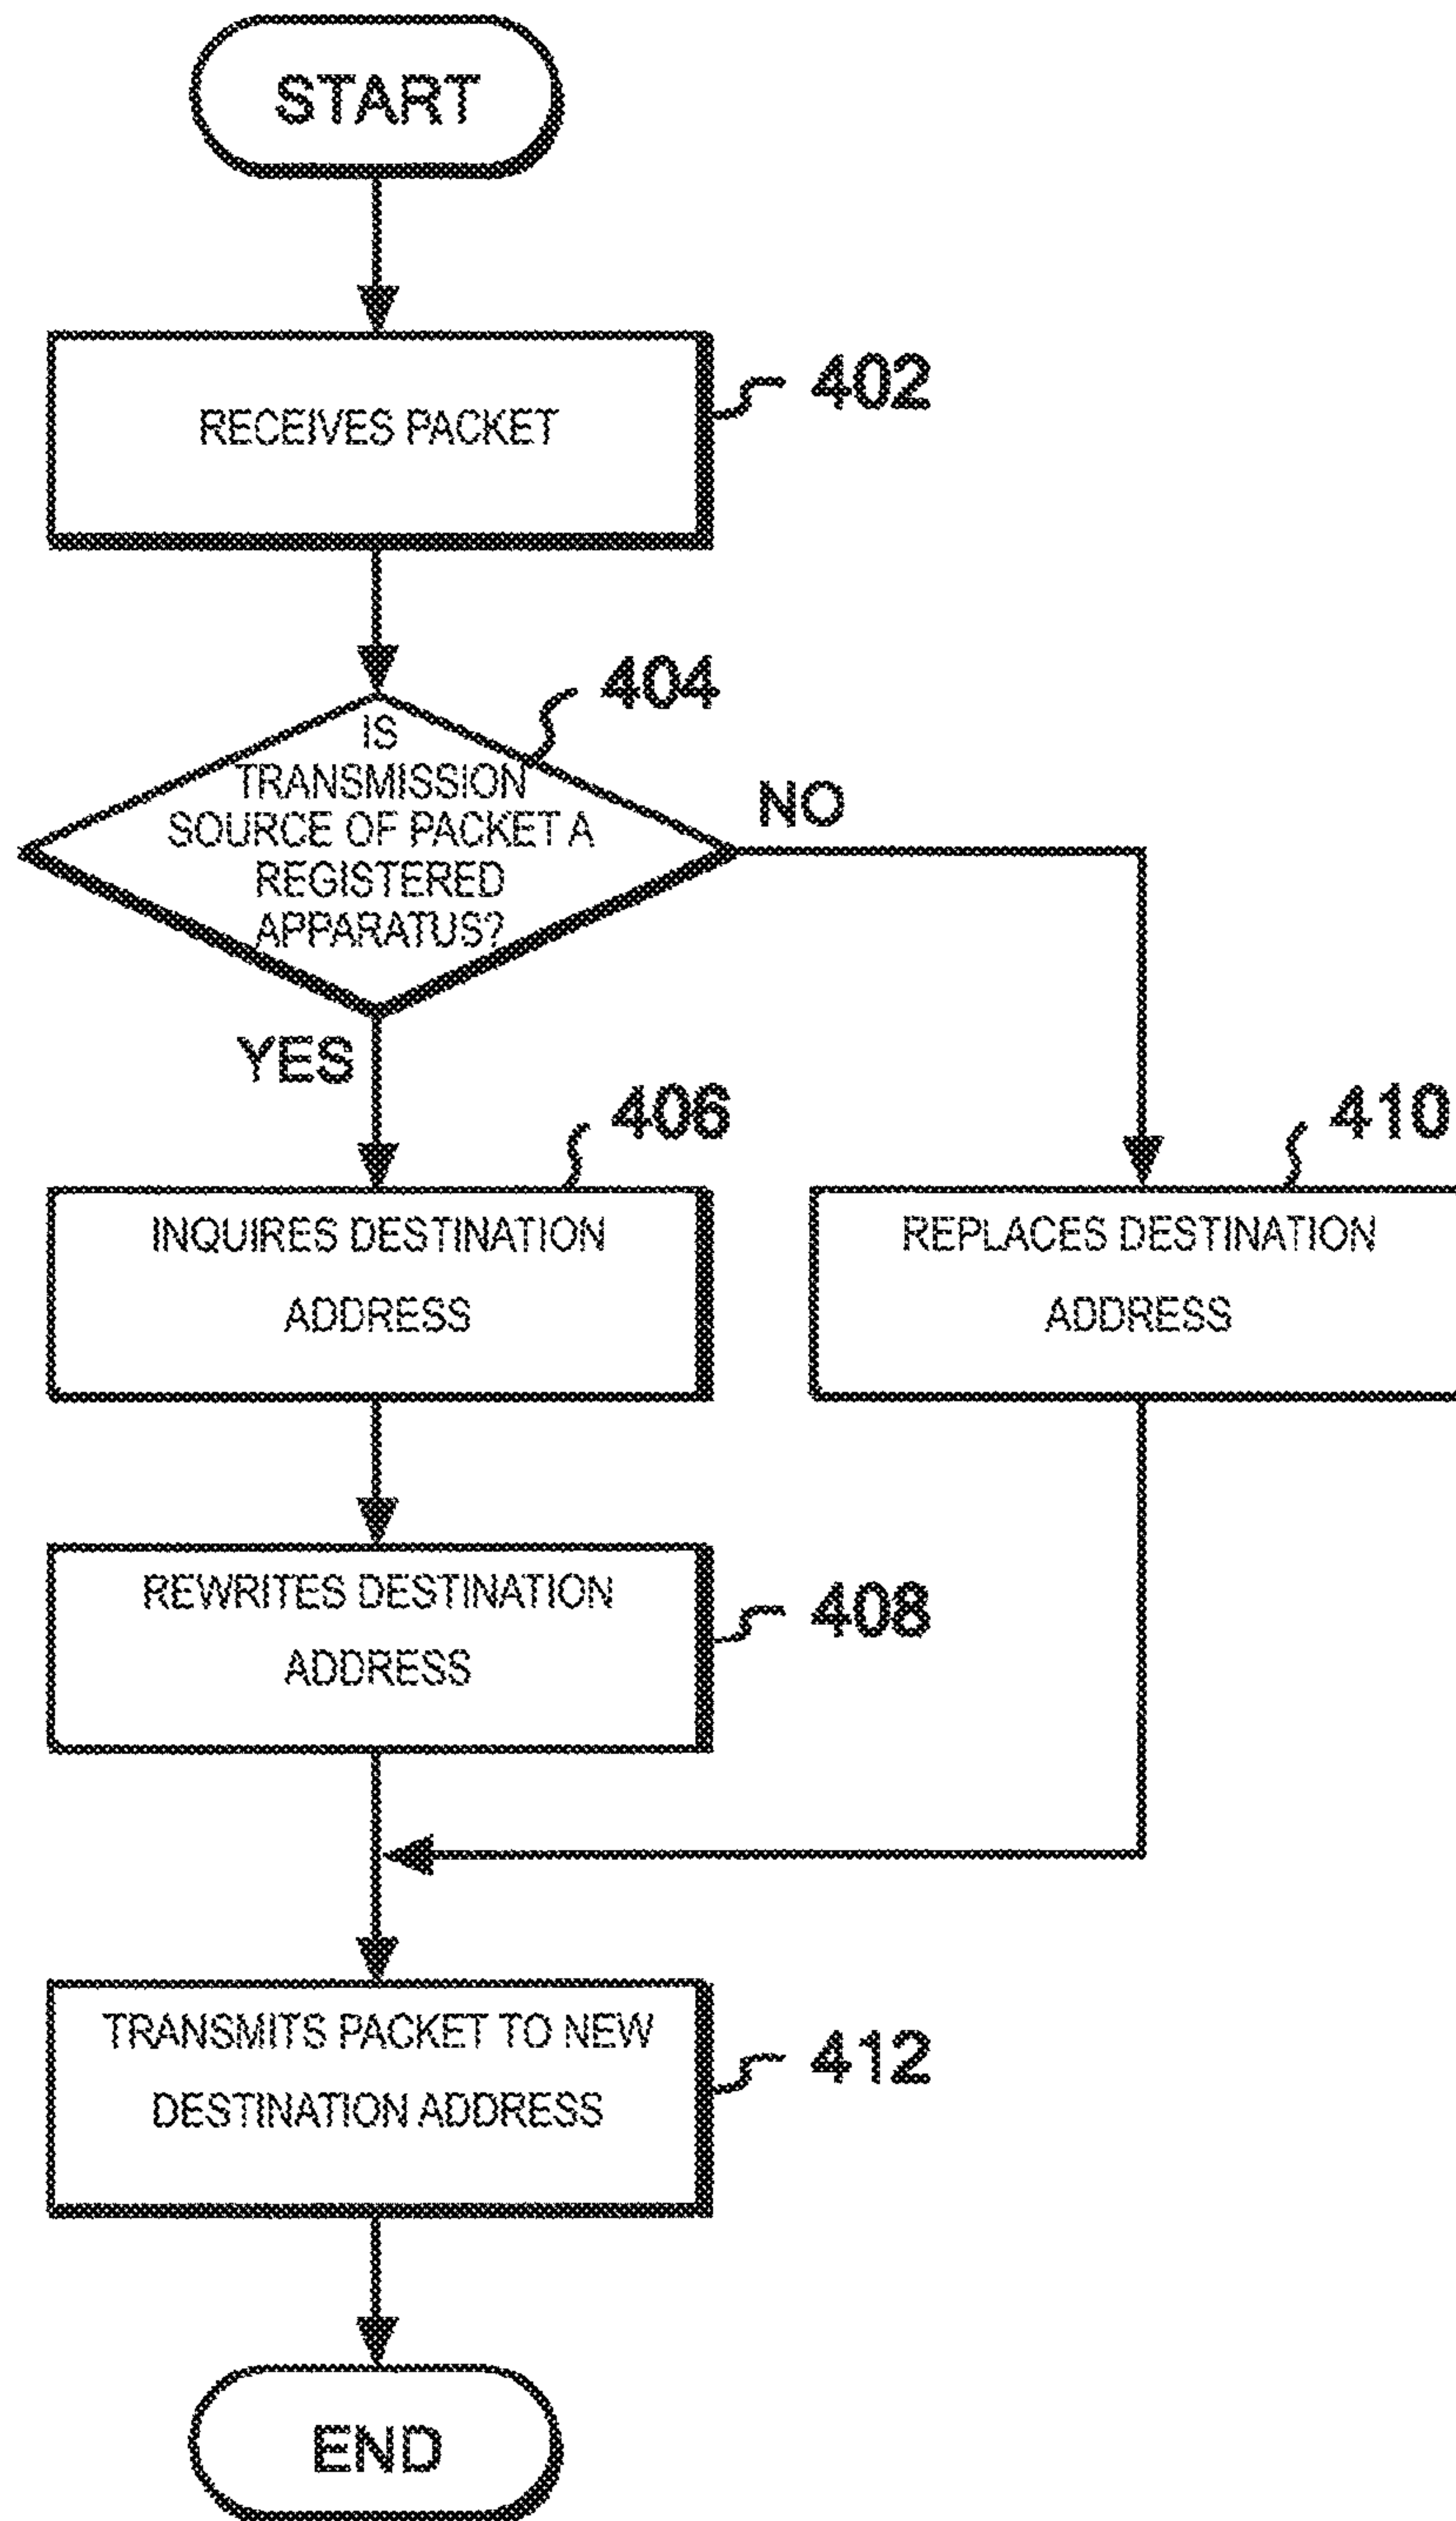 START
RECEIVES PACKET
402
404
IS
TRANSMISSION
SOURCE OF PACKET A
REGISTERED
APPARATUS?
NO
YES
406
INQUIRES DESTINATION
ADDRESS
410
REPLACES DESTINATION
ADDRESS
REWRITES DESTINATION
ADDRESS
408
TRANSMITS PACKET TO NEW
DESTINATION ADDRESS
412
END